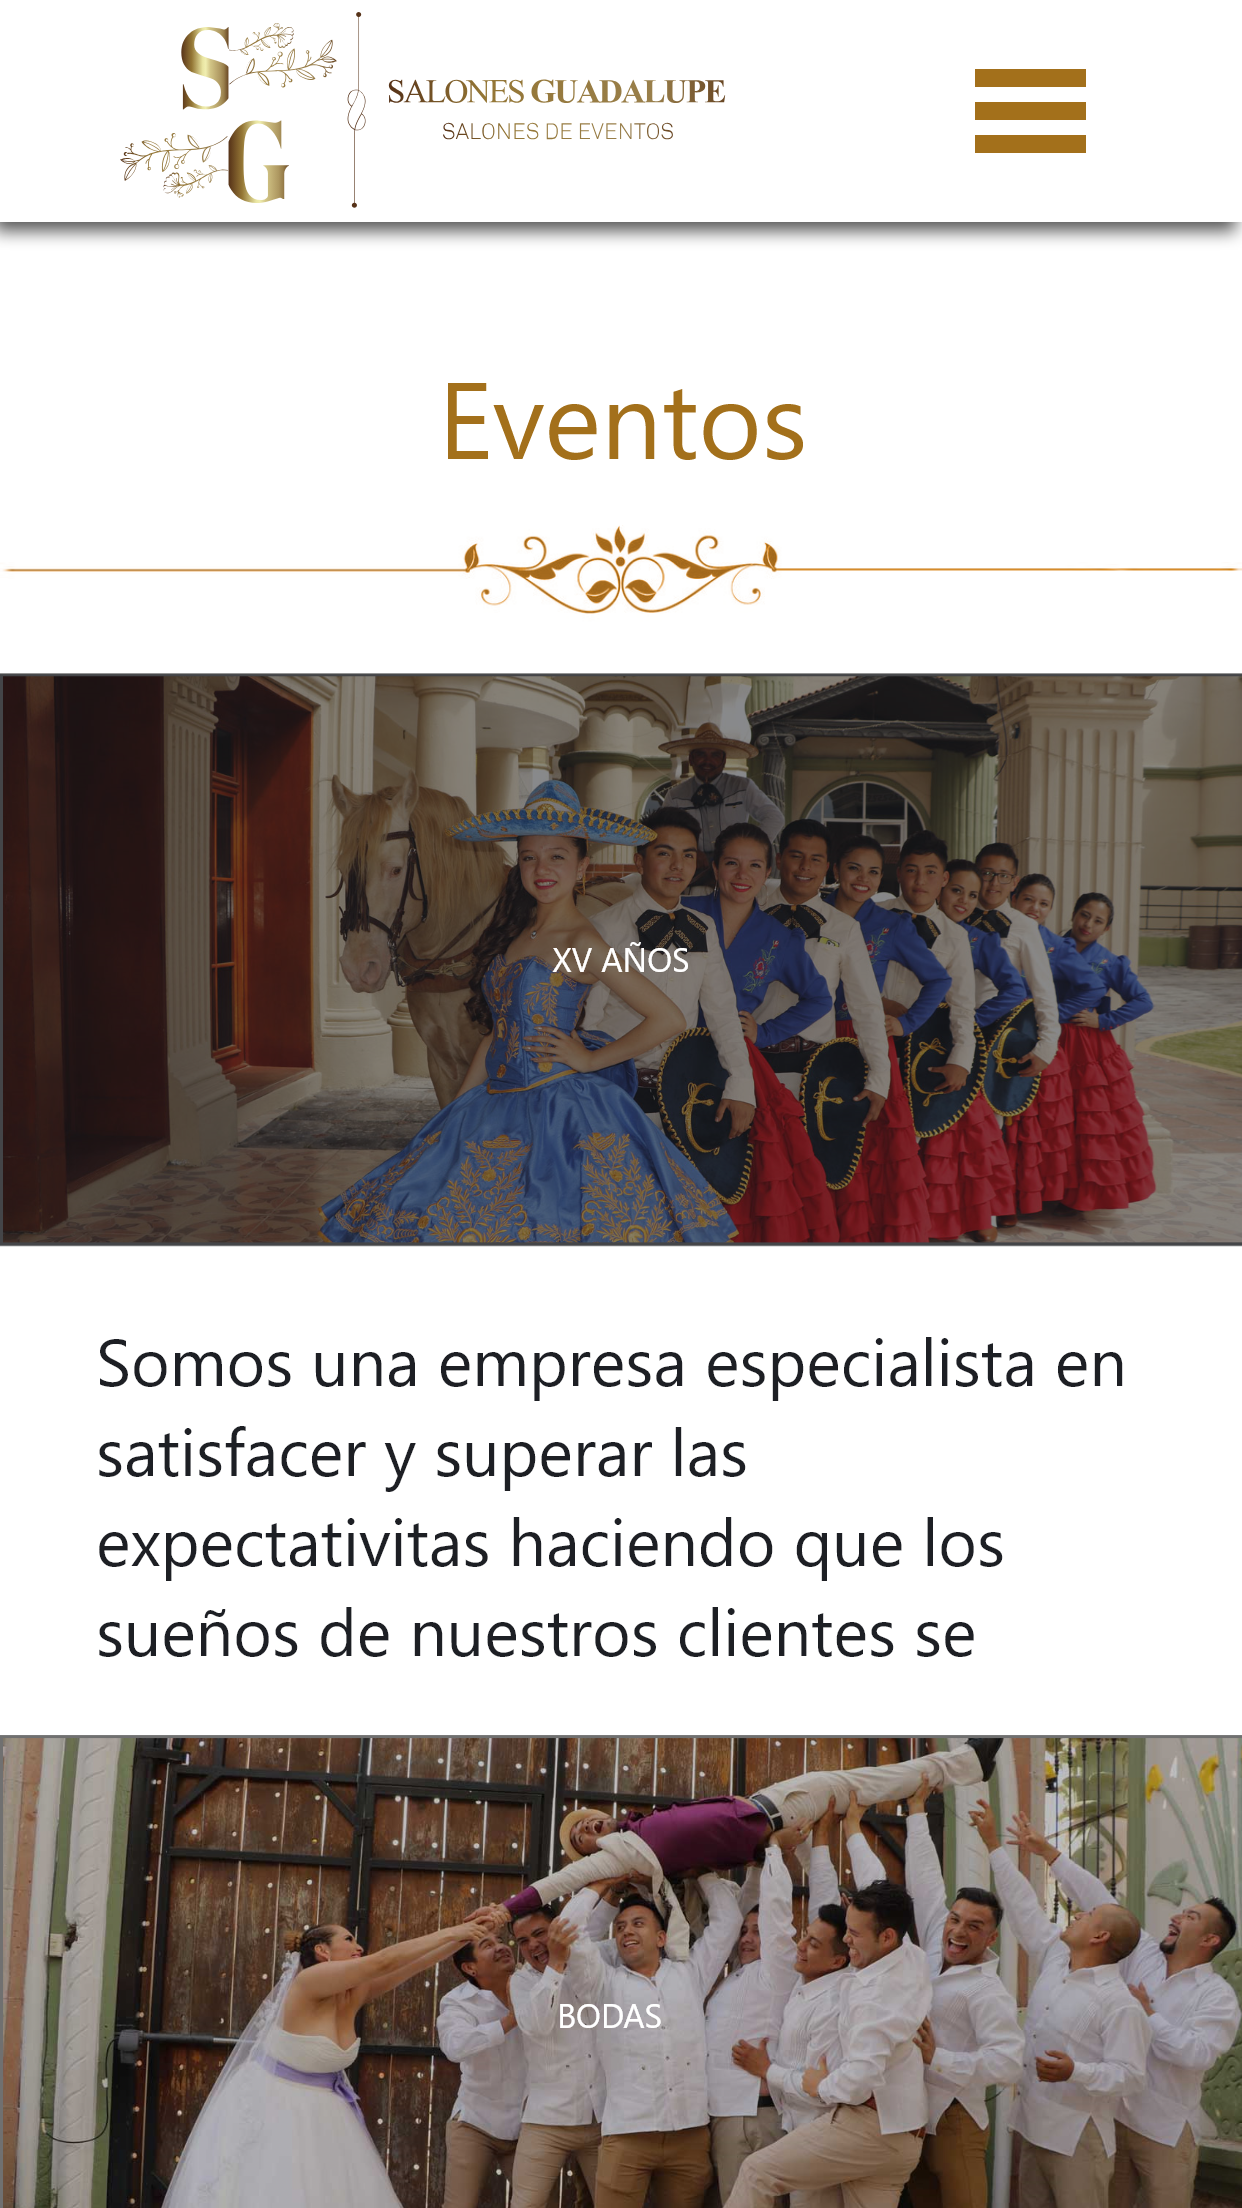 S
G
SALONES GUADALUPE
SALONES DE EVENTOS
Eventos
XV AÑOS
Somos una empresa especialista en
satisfacer y superar las
expectativitas haciendo que los
sueños de nuestros clientes se
BODAS